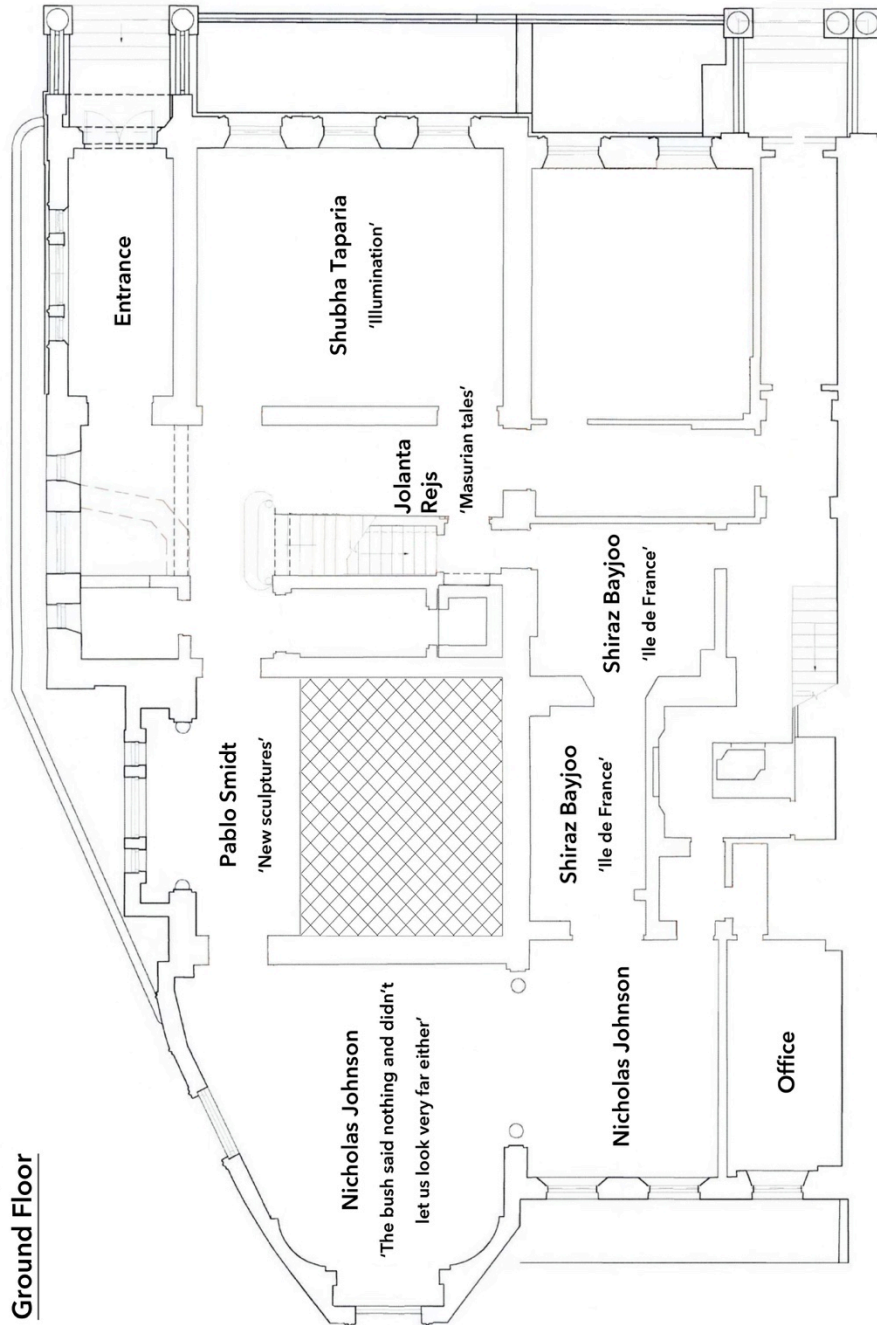 Ground Floor
Entrance
Shubha Taparia
‘Illumination’
Jolanta
Rejs
‘Masurian tales’
Pablo Smidt
‘New sculptures’
Shiraz Bayjoo
‘Ile de France’
Shiraz Bayjoo
‘Ile de France’
Nicholas Johnson
‘The bush said nothing and didn’t
let us look very far either’
Nicholas Johnson
Office